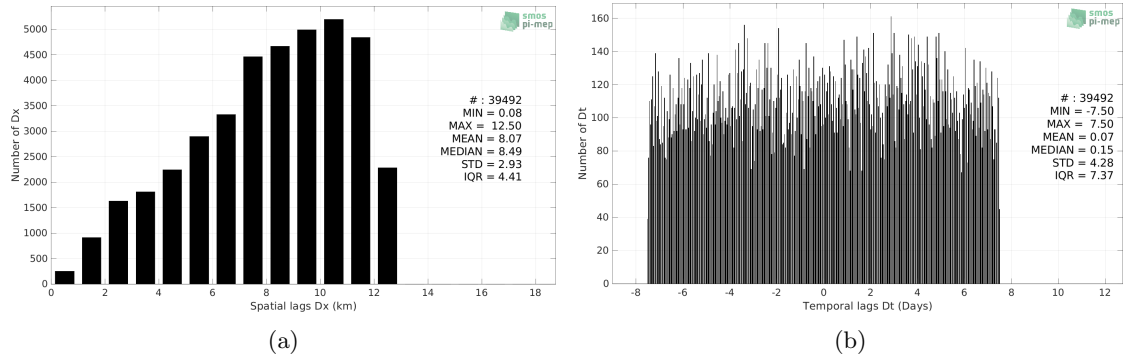 smos
pi-mep
5000
4500
4000
3500
3000
2500
2000
1500
1000
500
0
Number of Dx
# : 39492
MIN = 0.08
MAX = 12.50
MEAN = 8.07
MEDIAN = 8.49
STD = 2.93
IQR = 4.41
0 2 4 6 8 10 12 14 16 18
Spatial lags Dx (km)
(a)
smos
pi-mep
160
140
120
100
80
60
40
20
0
Number of Dt
# : 39492
MIN = -7.50
MAX = 7.50
MEAN = 0.07
MEDIAN = 0.15
STD = 4.28
IQR = 7.37
-8 -6 -4 -2 0 2 4 6 8 10 12
Temporal lags Dt (Days)
(b)